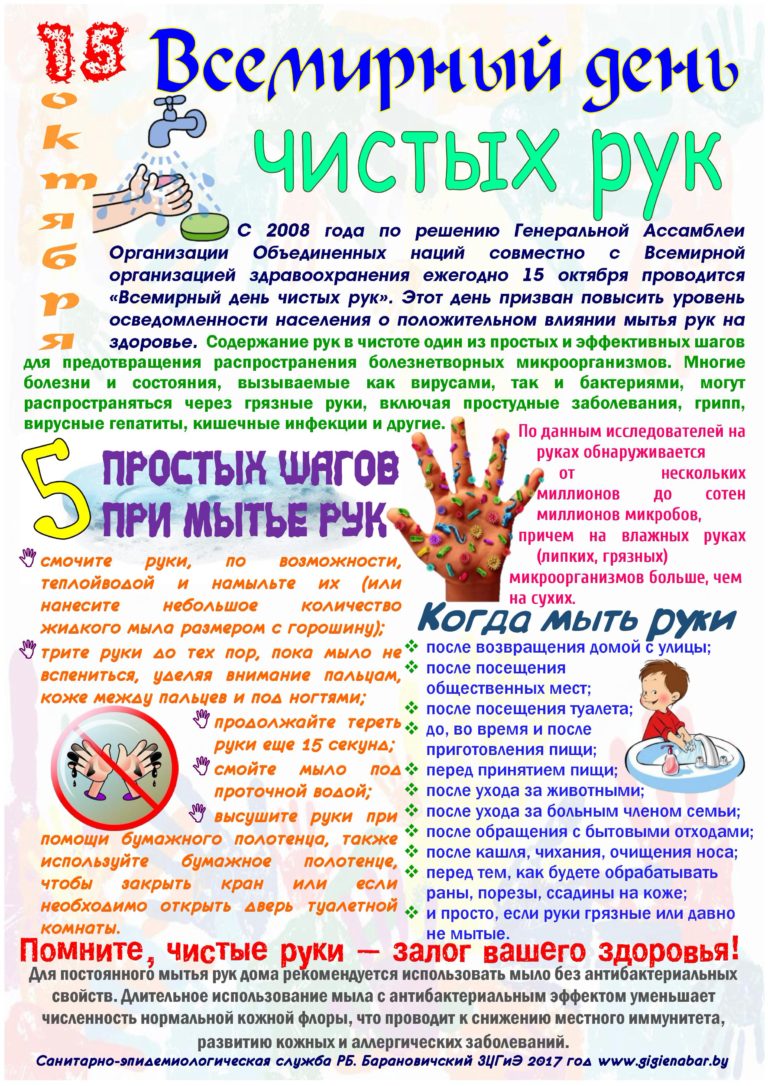 15 Всемирный день
октября
чистых рук
С 2008 года по решению Генеральной Ассамблеи
Организации Объединенных наций совместно с Всемирной
организацией здравоохранения ежегодно 15 октября проводится
«Всемирный день чистых рук». Этот день призван повысить уровень
осведомленности населения о положительном влиянии мытья рук на
здоровье. Содержание рук в чистоте один из простых и эффективных шагов
для предотвращения распространения болезнетворных микроорганизмов. Многие
болезни и состояния, вызываемые как вирусами, так и бактериями, могут
распространяться через грязные руки, включая простудные заболевания, грипп,
вирусные гепатиты, кишечные инфекции и другие.
5 ПРОСТЫХ ШАГОВ
ПРИ МЫТЬЕ РУК
смочите руки, по возможности,
теплойводой и намыльте их (или
нанесите небольшое количество
жидкого мыла размером с горошину);
трите руки до тех пор, пока мыло не
вспениться, уделяя внимание пальцам,
коже между пальцев и под ногтями;
продолжайте тереть
руки еще 15 секунд;
смойте мыло под
проточной водой;
высушите руки при
помощи бумажного полотенца, также
используйте бумажное полотенце,
чтобы закрыть кран или если
необходимо открыть дверь туалетной
комнаты.
По данным исследователей на
руках обнаруживается
от нескольких
миллионов до сотен
миллионов микробов,
причем на влажных руках
(липких, грязных)
микроорганизмов больше, чем
на сухих.
Когда мыть руки
после возвращения домой с улицы;
после посещения
общественных мест;
после посещения туалета;
до, во время и после
приготовления пищи;
перед принятием пищи;
после ухода за животными;
после ухода за больным членом семьи;
после обращения с бытовыми отходами;
после кашля, чихания, очищения носа;
перед тем, как будете обрабатывать
раны, порезы, ссадины на коже;
и просто, если руки грязные или давно
не мытые.
Помните, чистые руки – залог вашего здоровья!
Для постоянного мытья рук дома рекомендуется использовать мыло без антибактериальных
свойств. Длительное использование мыла с антибактериальным эффектом уменьшает
численность нормальной кожной флоры, что проводит к снижению местного иммунитета,
развитию кожных и аллергических заболеваний.
Санитарно-эпидемиологическая служба РБ. Барановичский ЗЦГиЭ 2017 год www.gigienabar.by